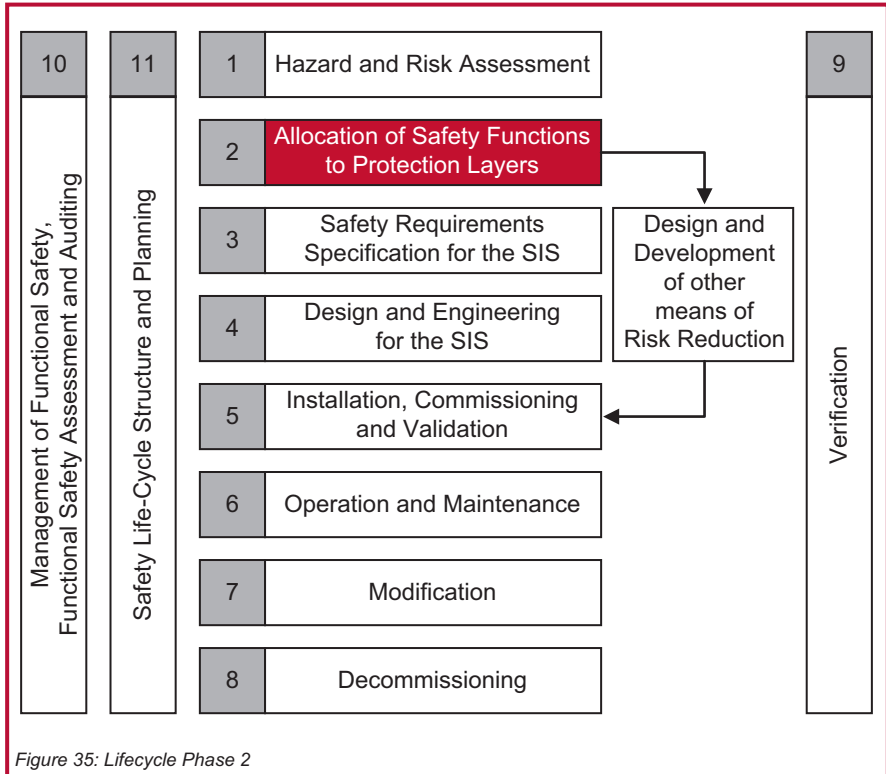 10
Management of Functional Safety,
Functional Safety Assessment and Auditing
11
Safety Life-Cycle Structure and Planning
1
Hazard and Risk Assessment
2
Allocation of Safety Functions
to Protection Layers
3
Safety Requirements
Specification for the SIS
4
Design and Engineering
for the SIS
5
Installation, Commissioning
and Validation
6
Operation and Maintenance
7
Modification
8
Decommissioning
Design and
Development
of other
means of
Risk Reduction
9
Verification
Figure 35: Lifecycle Phase 2